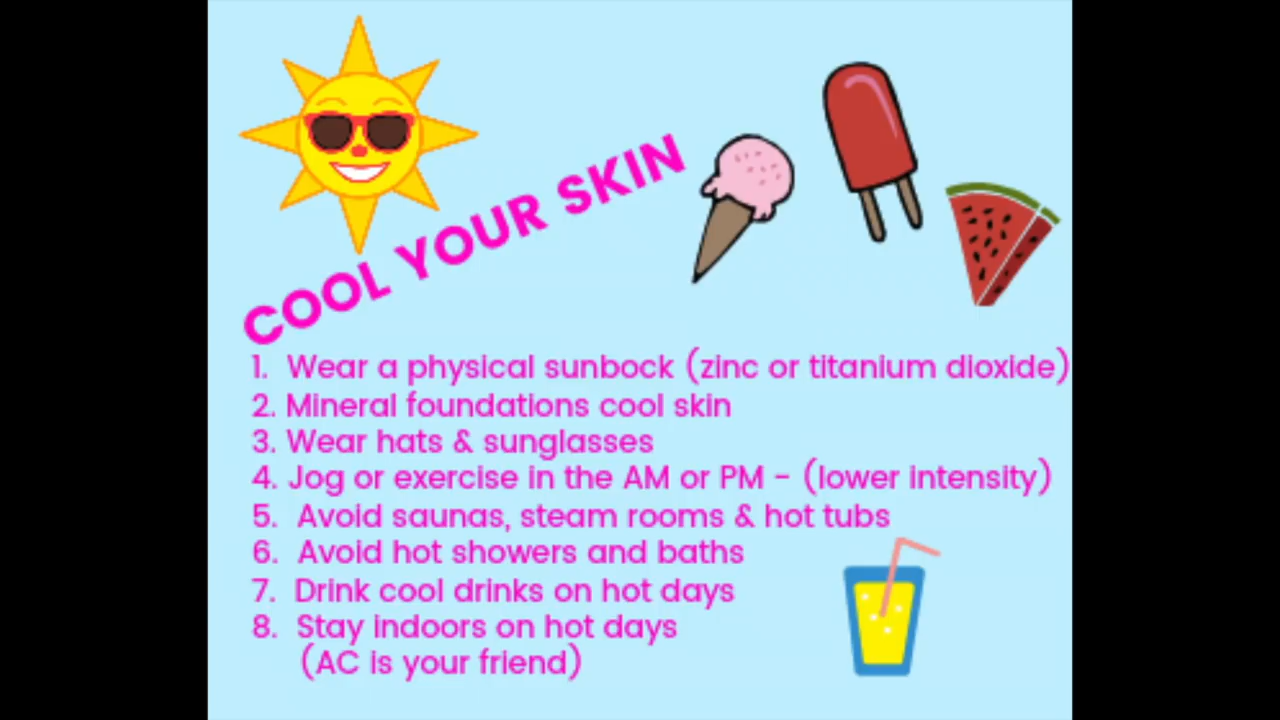 COOL YOUR SKIN
1. Wear a physical sunbock (zinc or titanium dioxide)
2. Mineral foundations cool skin
3. Wear hats & sunglasses
4. Jog or exercise in the AM or PM - (lower intensity)
5. Avoid saunas, steam rooms & hot tubs
6. Avoid hot showers and baths
7. Drink cool drinks on hot days
8. Stay indoors on hot days
(AC is your friend)